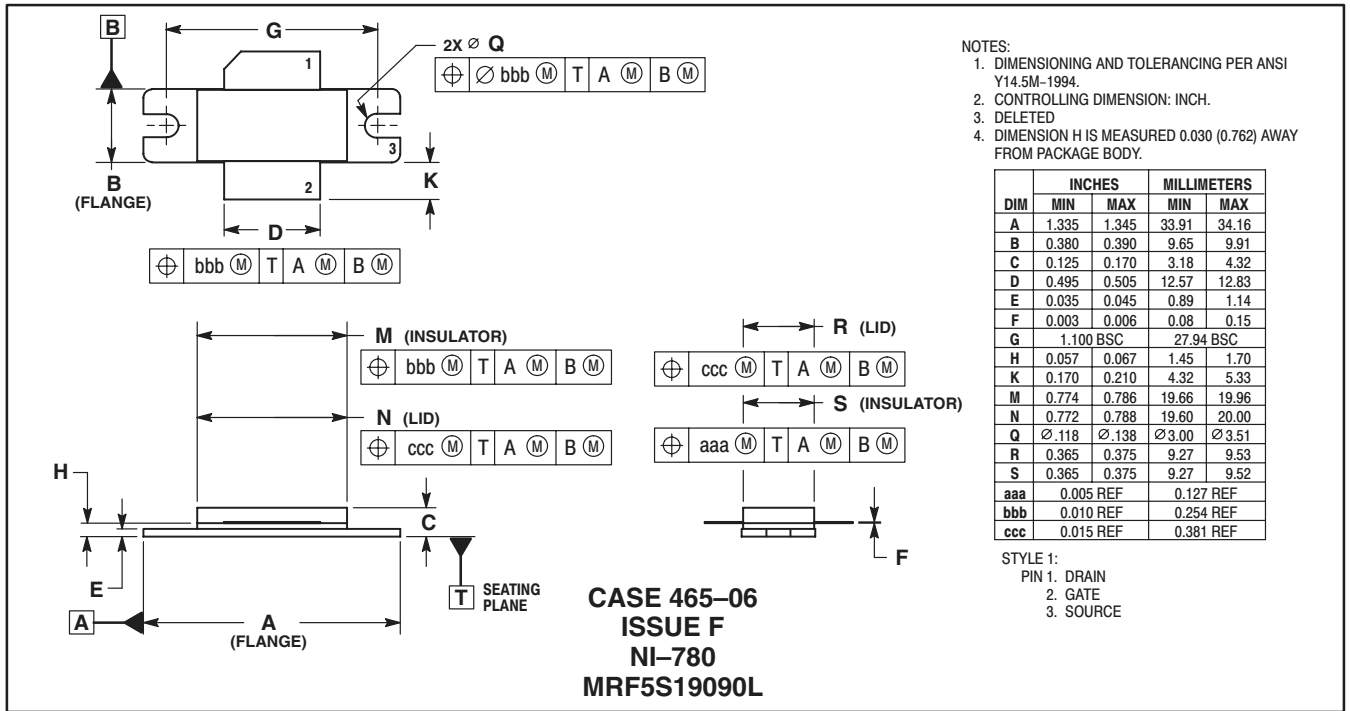 B
G
2X ∅ Q
⌖ ∅ bbb Ⓜ T A Ⓜ B Ⓜ
1
3
2
B
(FLANGE)
K
D
⌖ bbb Ⓜ T A Ⓜ B Ⓜ
M (INSULATOR)
⌖ bbb Ⓜ T A Ⓜ B Ⓜ
N (LID)
⌖ ccc Ⓜ T A Ⓜ B Ⓜ
R (LID)
⌖ ccc Ⓜ T A Ⓜ B Ⓜ
S (INSULATOR)
⌖ aaa Ⓜ T A Ⓜ B Ⓜ
H
C
E
F
T SEATING
PLANE
A
A
(FLANGE)
CASE 465–06
ISSUE F
NI–780
MRF5S19090L
NOTES:
1. DIMENSIONING AND TOLERANCING PER ANSI
Y14.5M–1994.
2. CONTROLLING DIMENSION: INCH.
3. DELETED
4. DIMENSION H IS MEASURED 0.030 (0.762) AWAY
FROM PACKAGE BODY.
INCHES MILLIMETERS
DIM MIN MAX MIN MAX
A 1.335 1.345 33.91 34.16
B 0.380 0.390 9.65 9.91
C 0.125 0.170 3.18 4.32
D 0.495 0.505 12.57 12.83
E 0.035 0.045 0.89 1.14
F 0.003 0.006 0.08 0.15
G 1.100 BSC 27.94 BSC
H 0.057 0.067 1.45 1.70
K 0.170 0.210 4.32 5.33
M 0.774 0.786 19.66 19.96
N 0.772 0.788 19.60 20.00
Q ∅ .118 ∅ .138 ∅ 3.00 ∅ 3.51
R 0.365 0.375 9.27 9.53
S 0.365 0.375 9.27 9.52
aaa 0.005 REF 0.127 REF
bbb 0.010 REF 0.254 REF
ccc 0.015 REF 0.381 REF
STYLE 1:
PIN 1. DRAIN
2. GATE
3. SOURCE